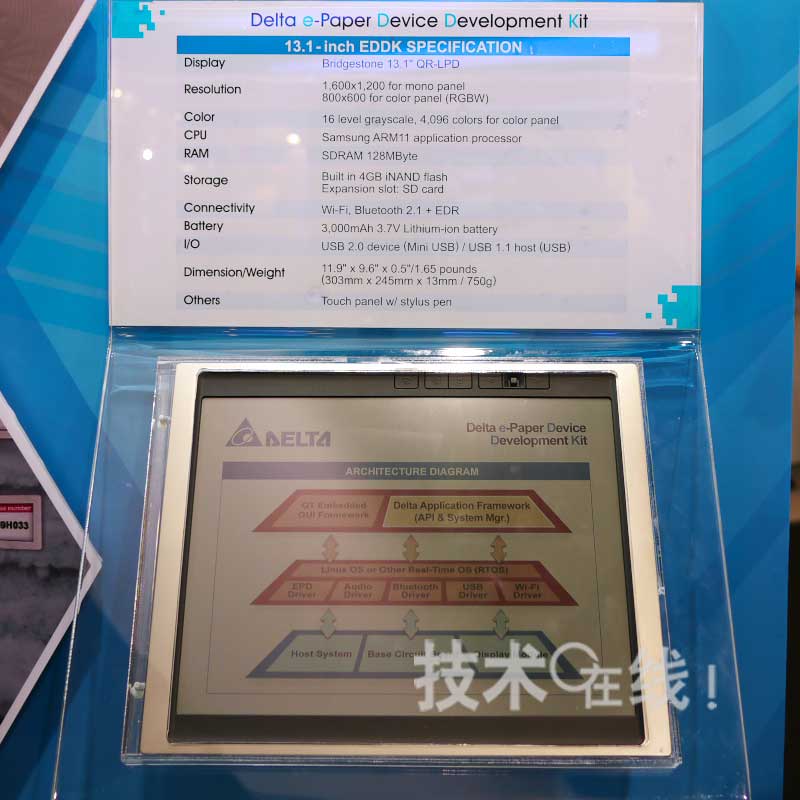 Delta e-Paper Device Development Kit
13.1-inch EDDK SPECIFICATION
Display Bridgestone 13.1" QR-LPD
Resolution 1,600x1,200 for mono panel
800x600 for color panel (RGBW)
Color 16 level grayscale, 4,096 colors for color panel
CPU Samsung ARM11 application processor
RAM SDRAM 128MByte
Storage Built in 4GB iNAND flash
Expansion slot: SD card
Connectivity Wi-Fi, Bluetooth 2.1 + EDR
Battery 3,000mAh 3.7V Lithium-ion battery
I/O USB 2.0 device (Mini USB) / USB 1.1 host (USB)
Dimension/Weight 11.9" x 9.6" x 0.5"/1.65 pounds
(303mm x 245mm x 13mm / 750g)
Others Touch panel w/ stylus pen
DELTA
Delta e-Paper Device
Development Kit
ARCHITECTURE DIAGRAM
QT Embedded
GUI Framework
Delta Application Framework
(API & System Mgr.)
Linux OS or Other Real-Time OS (RTOS)
EPD
Driver
Audio
Driver
Bluetooth
Driver
USB
Driver
Wi-Fi
Driver
Host System
Base Circuit
Display Module
number
9H033
技术在线!